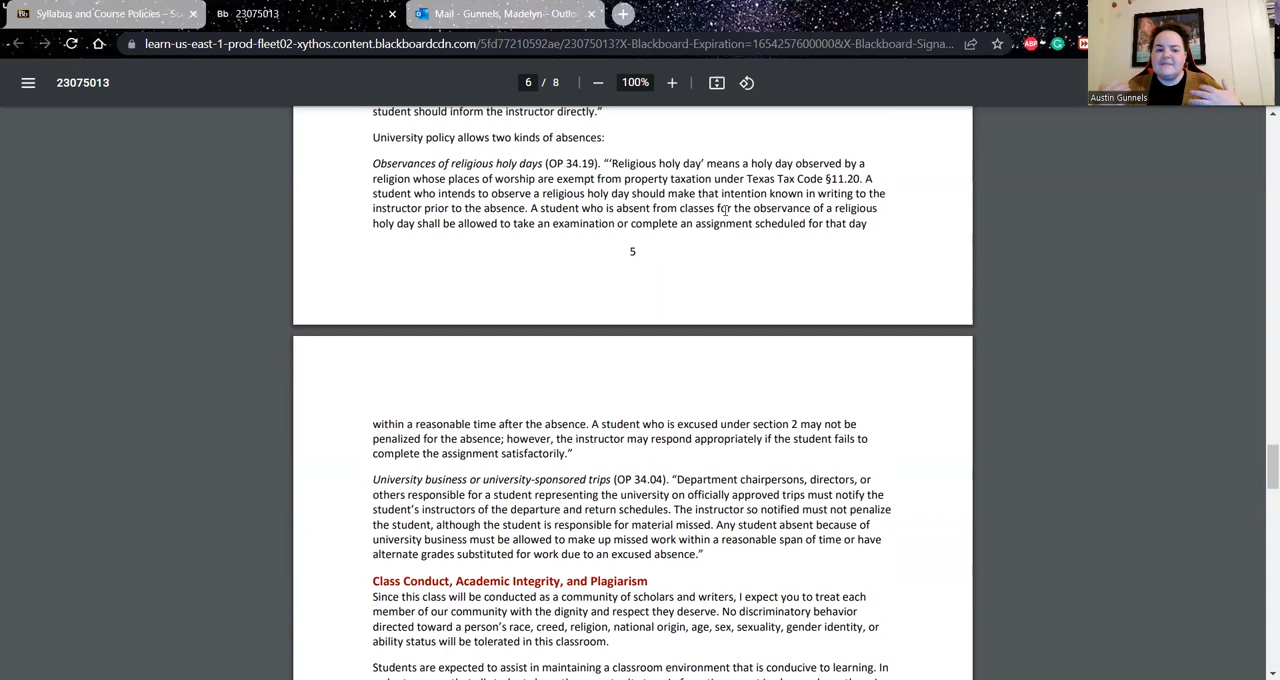 Syllabus and Course Policies – S
23075013
Mail - Gunnels, Madelyn - Outlo
learn-us-east-1-prod-fleet02-xythos.content.blackboardcdn.com/5fd77210592ae/23075013?X-Blackboard-Expiration=1654257600000&X-Blackboard-Signa...
23075013
6 / 8
100%
Austin Gunnels
student should inform the instructor directly.”
University policy allows two kinds of absences:
Observances of religious holy days (OP 34.19). “‘Religious holy day’ means a holy day observed by a
religion whose places of worship are exempt from property taxation under Texas Tax Code §11.20. A
student who intends to observe a religious holy day should make that intention known in writing to the
instructor prior to the absence. A student who is absent from classes for the observance of a religious
holy day shall be allowed to take an examination or complete an assignment scheduled for that day
5
within a reasonable time after the absence. A student who is excused under section 2 may not be
penalized for the absence; however, the instructor may respond appropriately if the student fails to
complete the assignment satisfactorily.”
University business or university-sponsored trips (OP 34.04). “Department chairpersons, directors, or
others responsible for a student representing the university on officially approved trips must notify the
student’s instructors of the departure and return schedules. The instructor so notified must not penalize
the student, although the student is responsible for material missed. Any student absent because of
university business must be allowed to make up missed work within a reasonable span of time or have
alternate grades substituted for work due to an excused absence.”
Class Conduct, Academic Integrity, and Plagiarism
Since this class will be conducted as a community of scholars and writers, I expect you to treat each
member of our community with the dignity and respect they deserve. No discriminatory behavior
directed toward a person’s race, creed, religion, national origin, age, sex, sexuality, gender identity, or
ability status will be tolerated in this classroom.
Students are expected to assist in maintaining a classroom environment that is conducive to learning. In